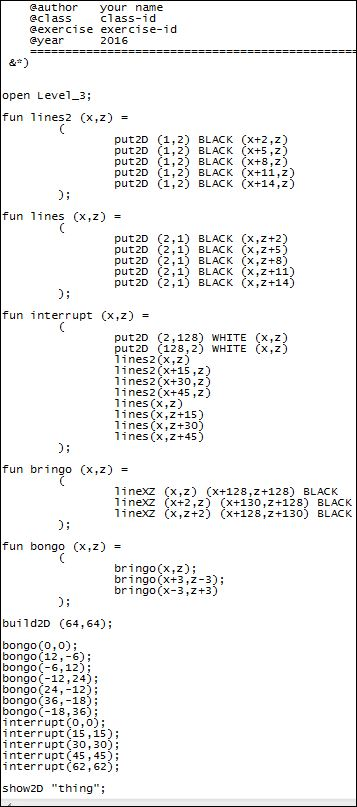 @author your name
@class class-id
@exercise exercise-id
@year 2016
==================================================
&*)
open Level_3;
fun lines2 (x,z) =
(
put2D (1,2) BLACK (x+2,z)
put2D (1,2) BLACK (x+5,z)
put2D (1,2) BLACK (x+8,z)
put2D (1,2) BLACK (x+11,z)
put2D (1,2) BLACK (x+14,z)
);
fun lines (x,z) =
(
put2D (2,1) BLACK (x,z+2)
put2D (2,1) BLACK (x,z+5)
put2D (2,1) BLACK (x,z+8)
put2D (2,1) BLACK (x,z+11)
put2D (2,1) BLACK (x,z+14)
);
fun interrupt (x,z) =
(
put2D (2,128) WHITE (x,z)
put2D (128,2) WHITE (x,z)
lines2(x,z)
lines2(x+15,z)
lines2(x+30,z)
lines2(x+45,z)
lines(x,z)
lines(x,z+15)
lines(x,z+30)
lines(x,z+45)
);
fun bringo (x,z) =
(
lineXZ (x,z) (x+128,z+128) BLACK
lineXZ (x+2,z) (x+130,z+128) BLACK
lineXZ (x,z+2) (x+128,z+130) BLACK
);
fun bongo (x,z) =
(
bringo(x,z);
bringo(x+3,z-3);
bringo(x-3,z+3)
);
build2D (64,64);
bongo(0,0);
bongo(12,-6);
bongo(-6,12);
bongo(-12,24);
bongo(24,-12);
bongo(36,-18);
bongo(-18,36);
interrupt(0,0);
interrupt(15,15);
interrupt(30,30);
interrupt(45,45);
interrupt(62,62);
show2D "thing";